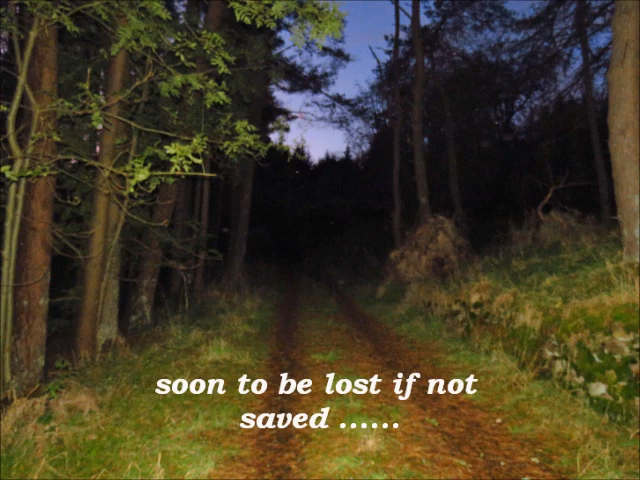 soon to be lost if not
saved ......